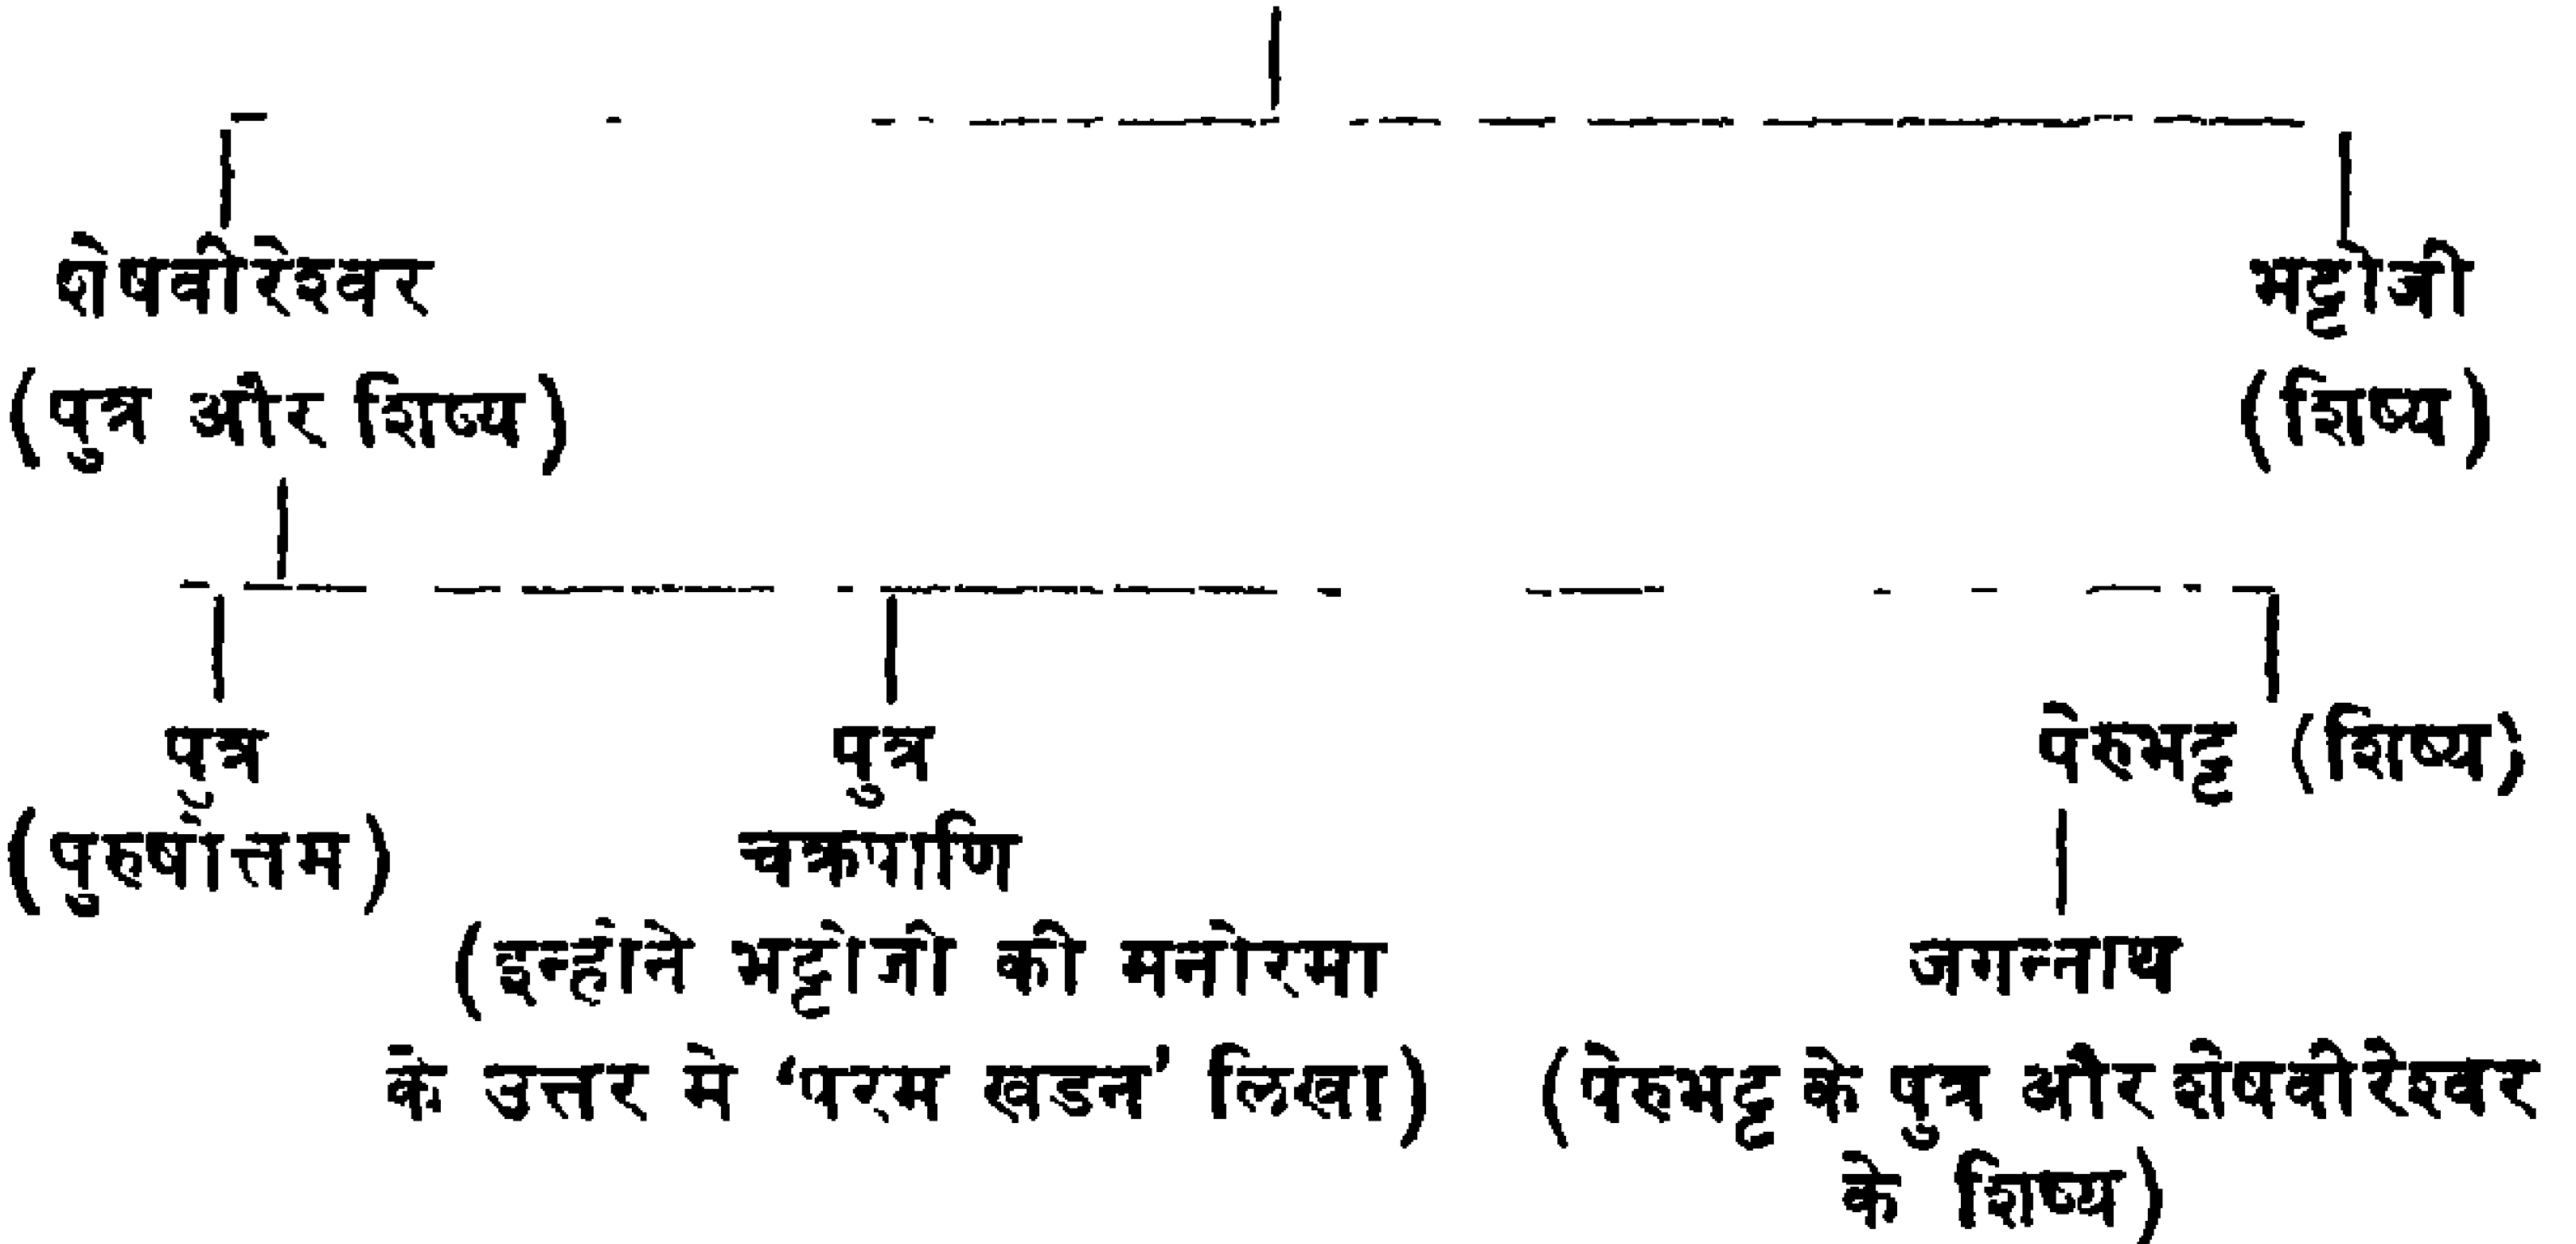 शेषवीरेश्वर भट्टोजी
(पुत्र और शिष्य) (शिष्य)
पुत्र पुत्र पेरुभट्ट (शिष्य)
(पुरुषोत्तम) चक्रपाणि
(इन्होंने भट्टोजी की मनोरमा जगन्नाथ
के उत्तर मे ‘परम खडन’ लिखा) (पेरुभट्ट के पुत्र और शेषवीरेश्वर
के शिष्य)